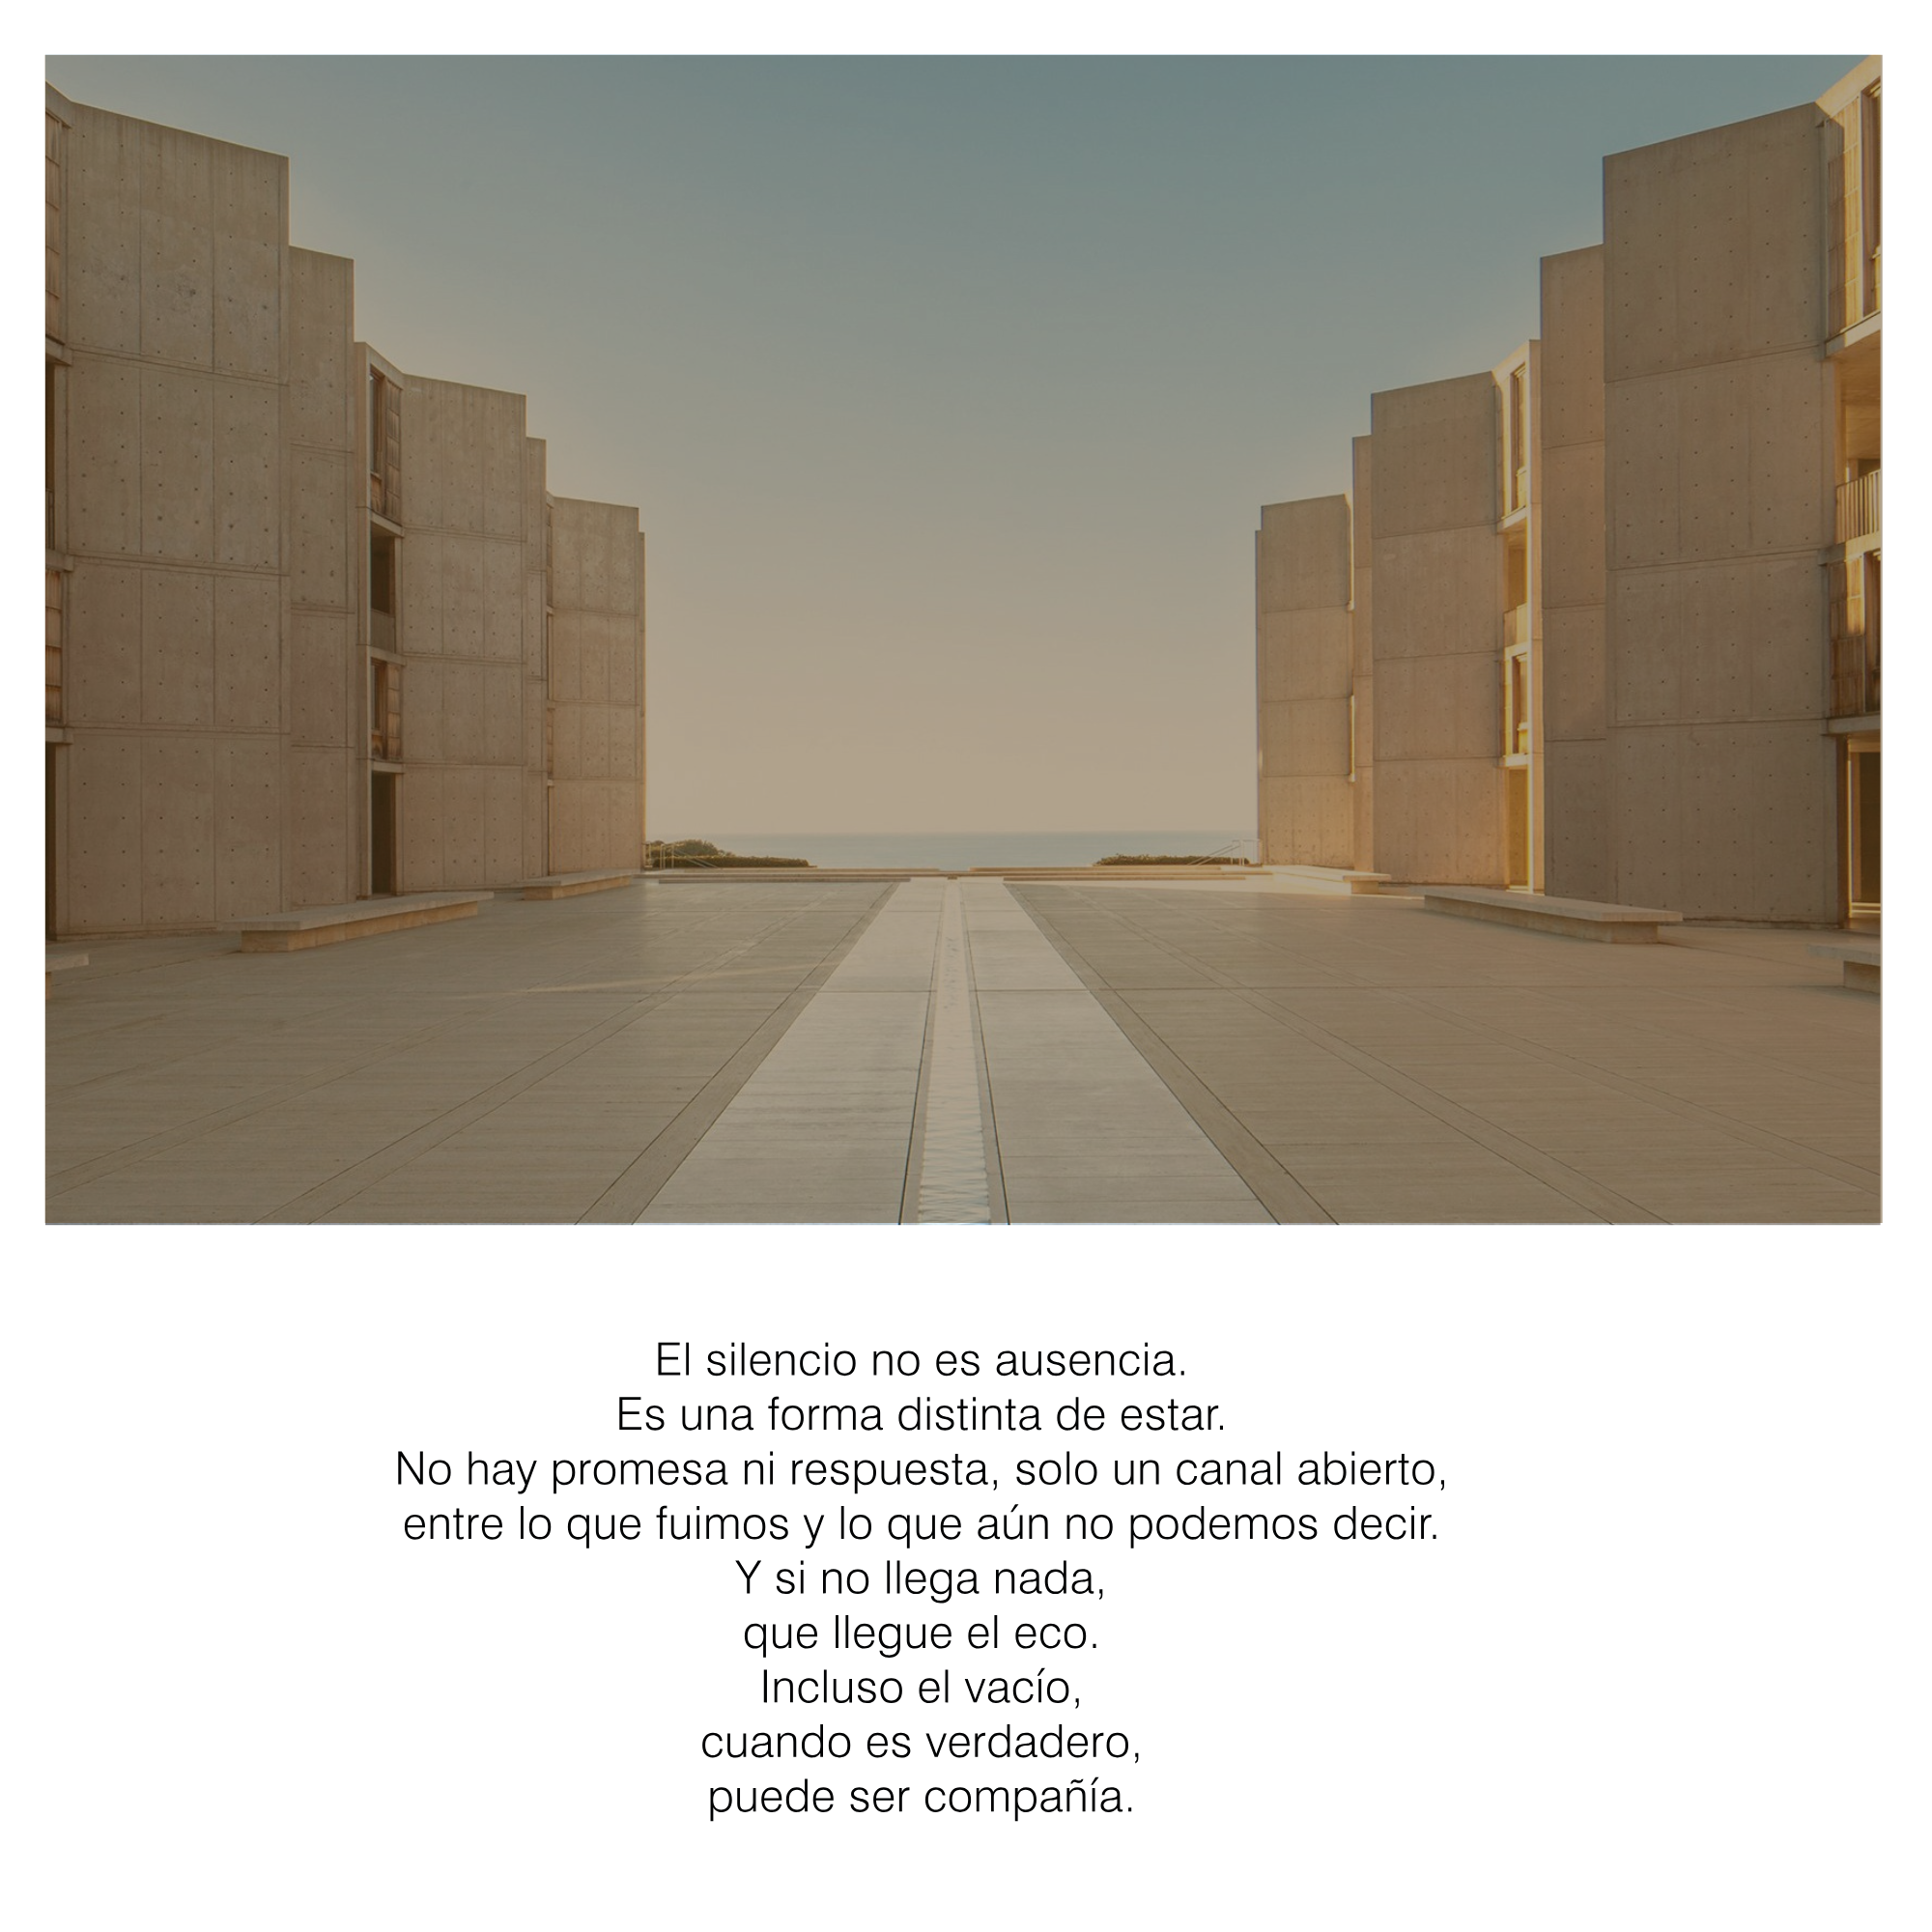 El silencio no es ausencia.
Es una forma distinta de estar.
No hay promesa ni respuesta, solo un canal abierto,
entre lo que fuimos y lo que aún no podemos decir.
Y si no llega nada,
que llegue el eco.
Incluso el vacío,
cuando es verdadero,
puede ser compañía.